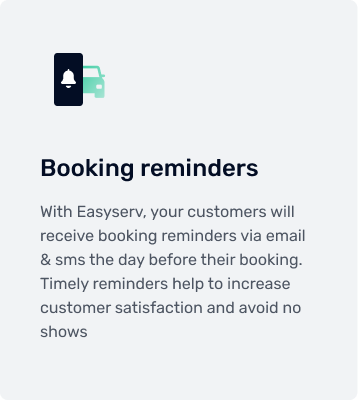 Booking reminders
With Easyserv, your customers will
receive booking reminders via email
& sms the day before their booking.
Timely reminders help to increase
customer satisfaction and avoid no
shows